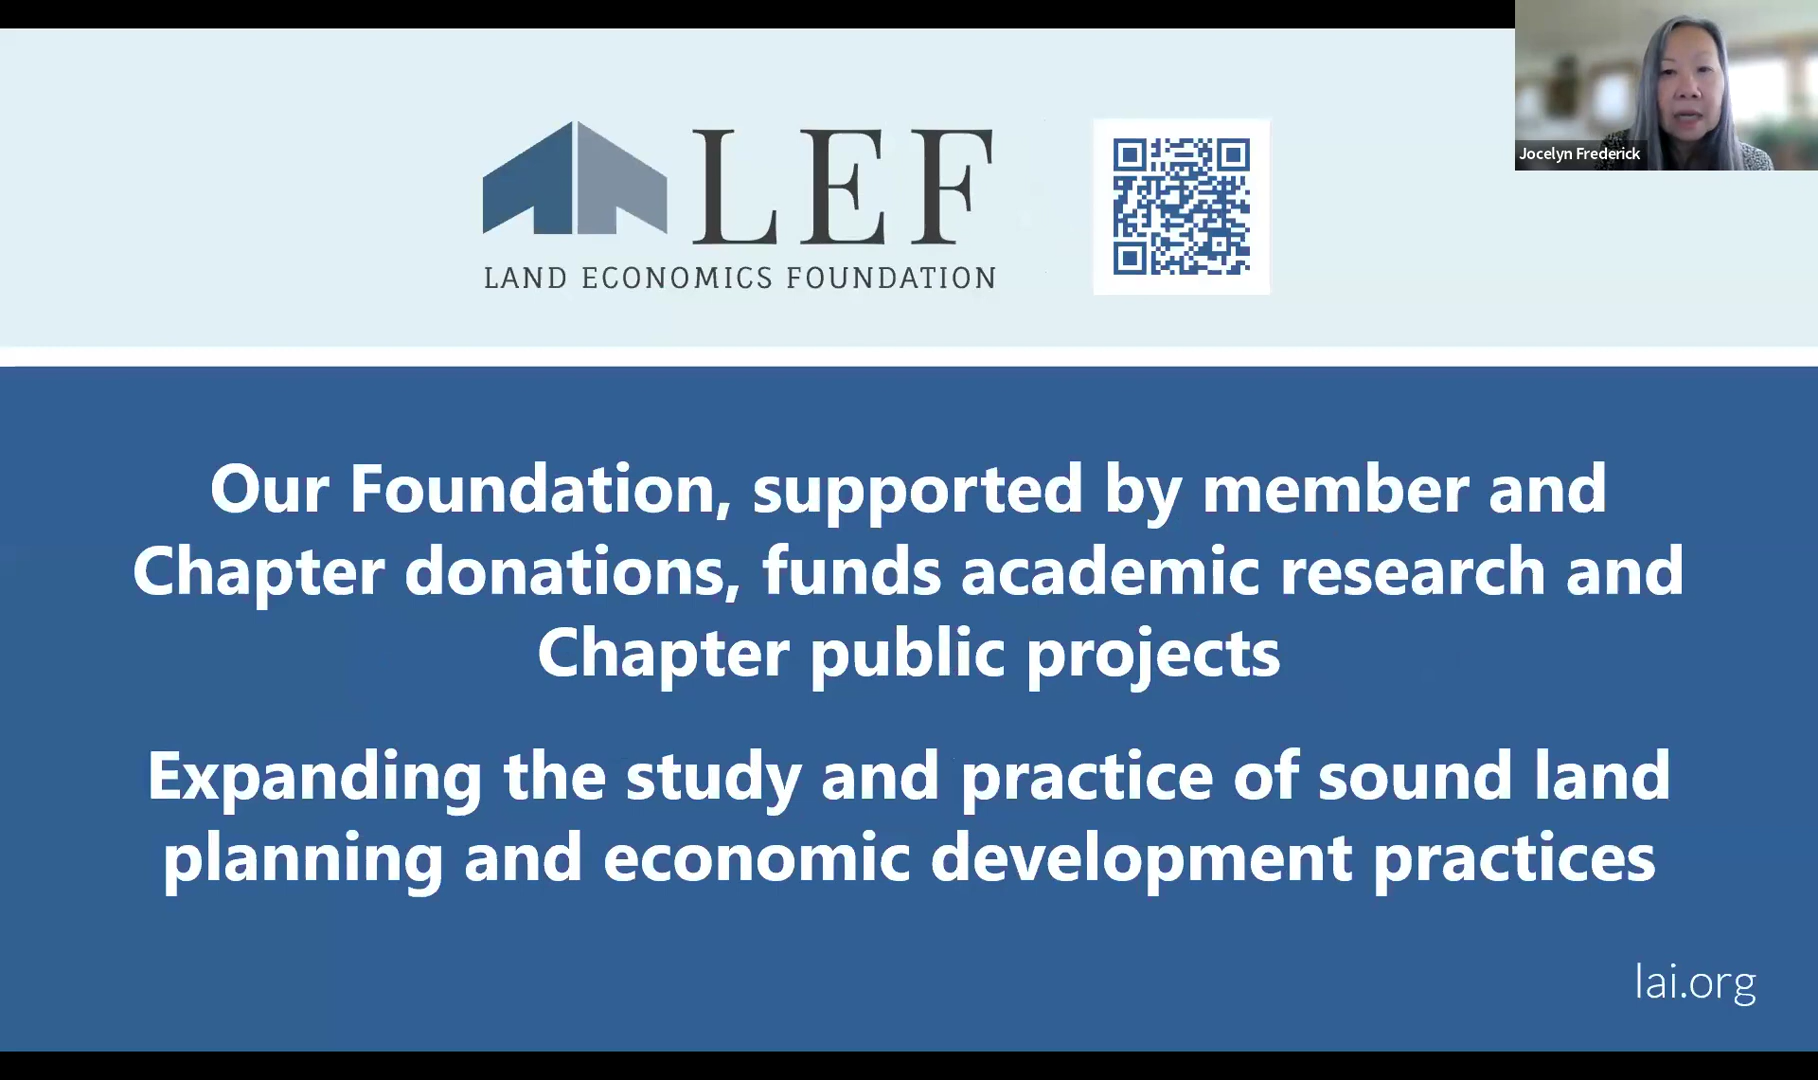 LEF
LAND ECONOMICS FOUNDATION
Jocelyn Frederick
Our Foundation, supported by member and
Chapter donations, funds academic research and
Chapter public projects
Expanding the study and practice of sound land
planning and economic development practices
lai.org